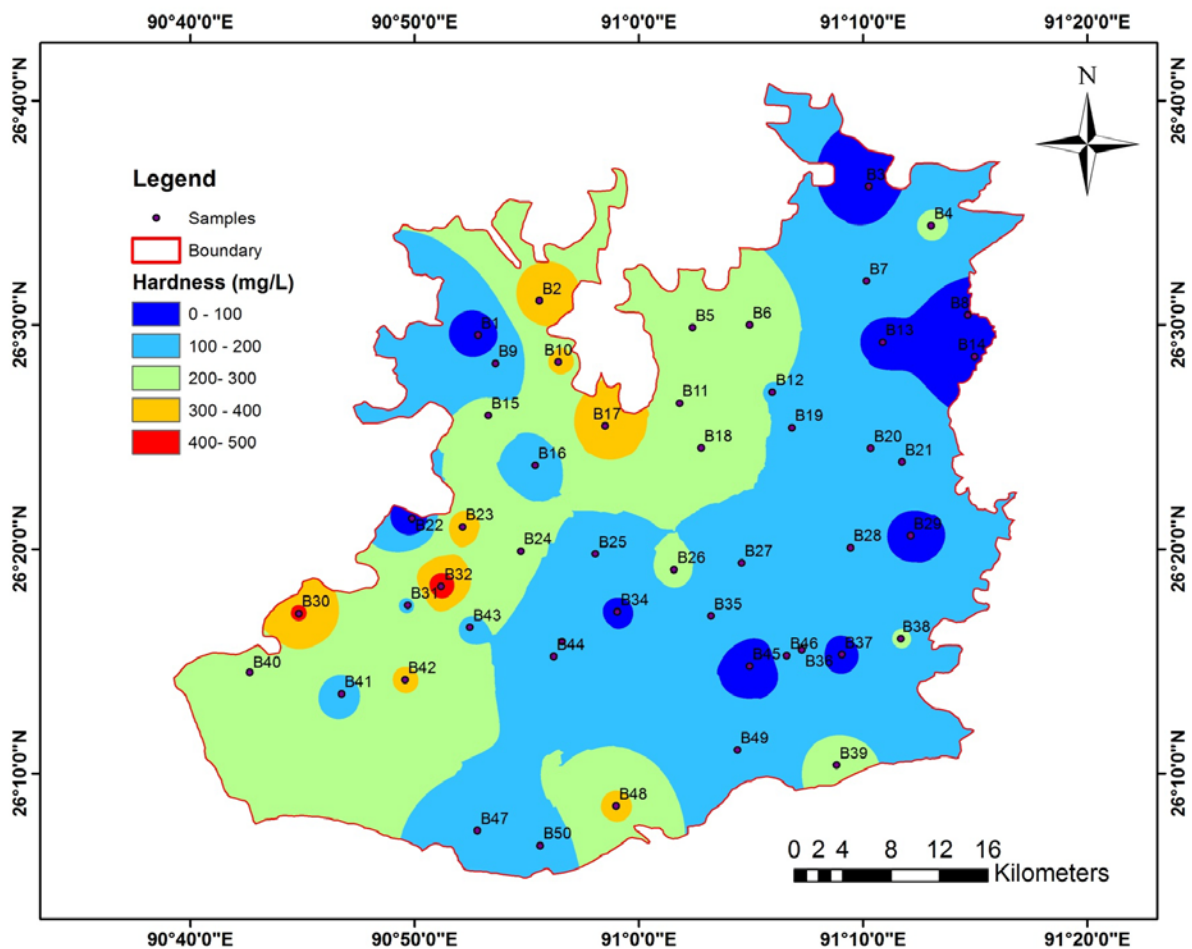 90°40'0"E 90°50'0"E 91°0'0"E 91°10'0"E 91°20'0"E
26°40'0"N 26°40'0"N
N
Legend
Samples
Boundary
Hardness (mg/L)
0 - 100
100 - 200
200- 300
300 - 400
400- 500
B3
B4
B7
B2
B8
B1
B5
B6
B13
26°30'0"N 26°30'0"N
B10
B14
B9
B12
B15
B11
B17
B19
B16
B18
B20
B21
B22
B23
B24
B25
B26
B27
B28
B29
26°20'0"N 26°20'0"N
B32
B30
B31
B34
B35
B43
B44
B46
B38
B40
B42
B41
B45
B36
B37
B49
B39
26°10'0"N 26°10'0"N
B48
B47
B50
0 2 4 8 12 16
Kilometers
90°40'0"E 90°50'0"E 91°0'0"E 91°10'0"E 91°20'0"E